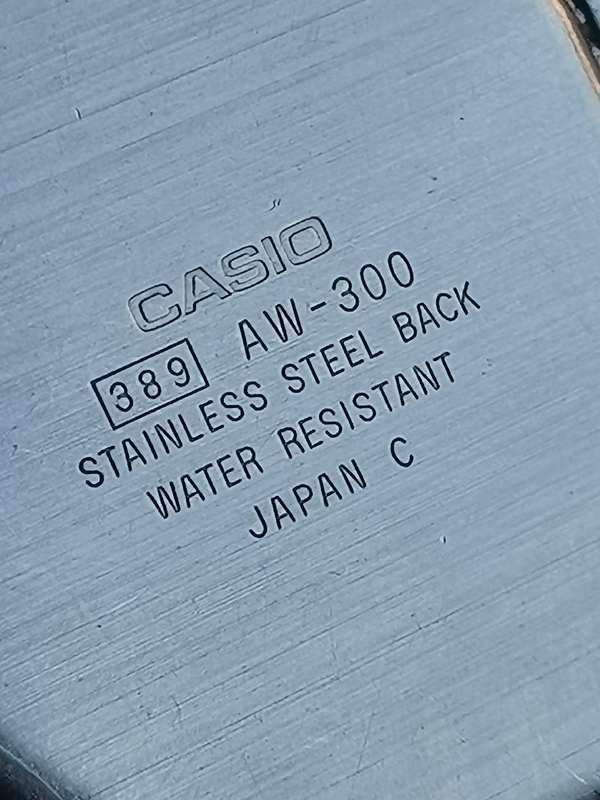 CASIO
389 AW-300
STAINLESS STEEL BACK
WATER RESISTANT
JAPAN C